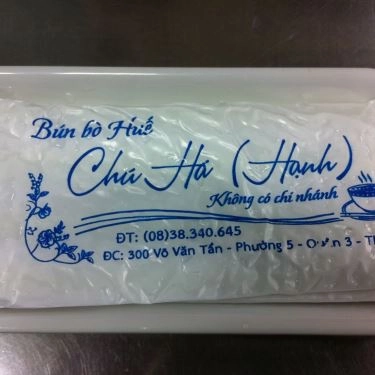 Bún bò Huế
Chú Há (Hạnh)
Không có chi nhánh
ĐT: (08)38.340.645
ĐC: 300 Võ Văn Tần - Phường 5 - 3 -